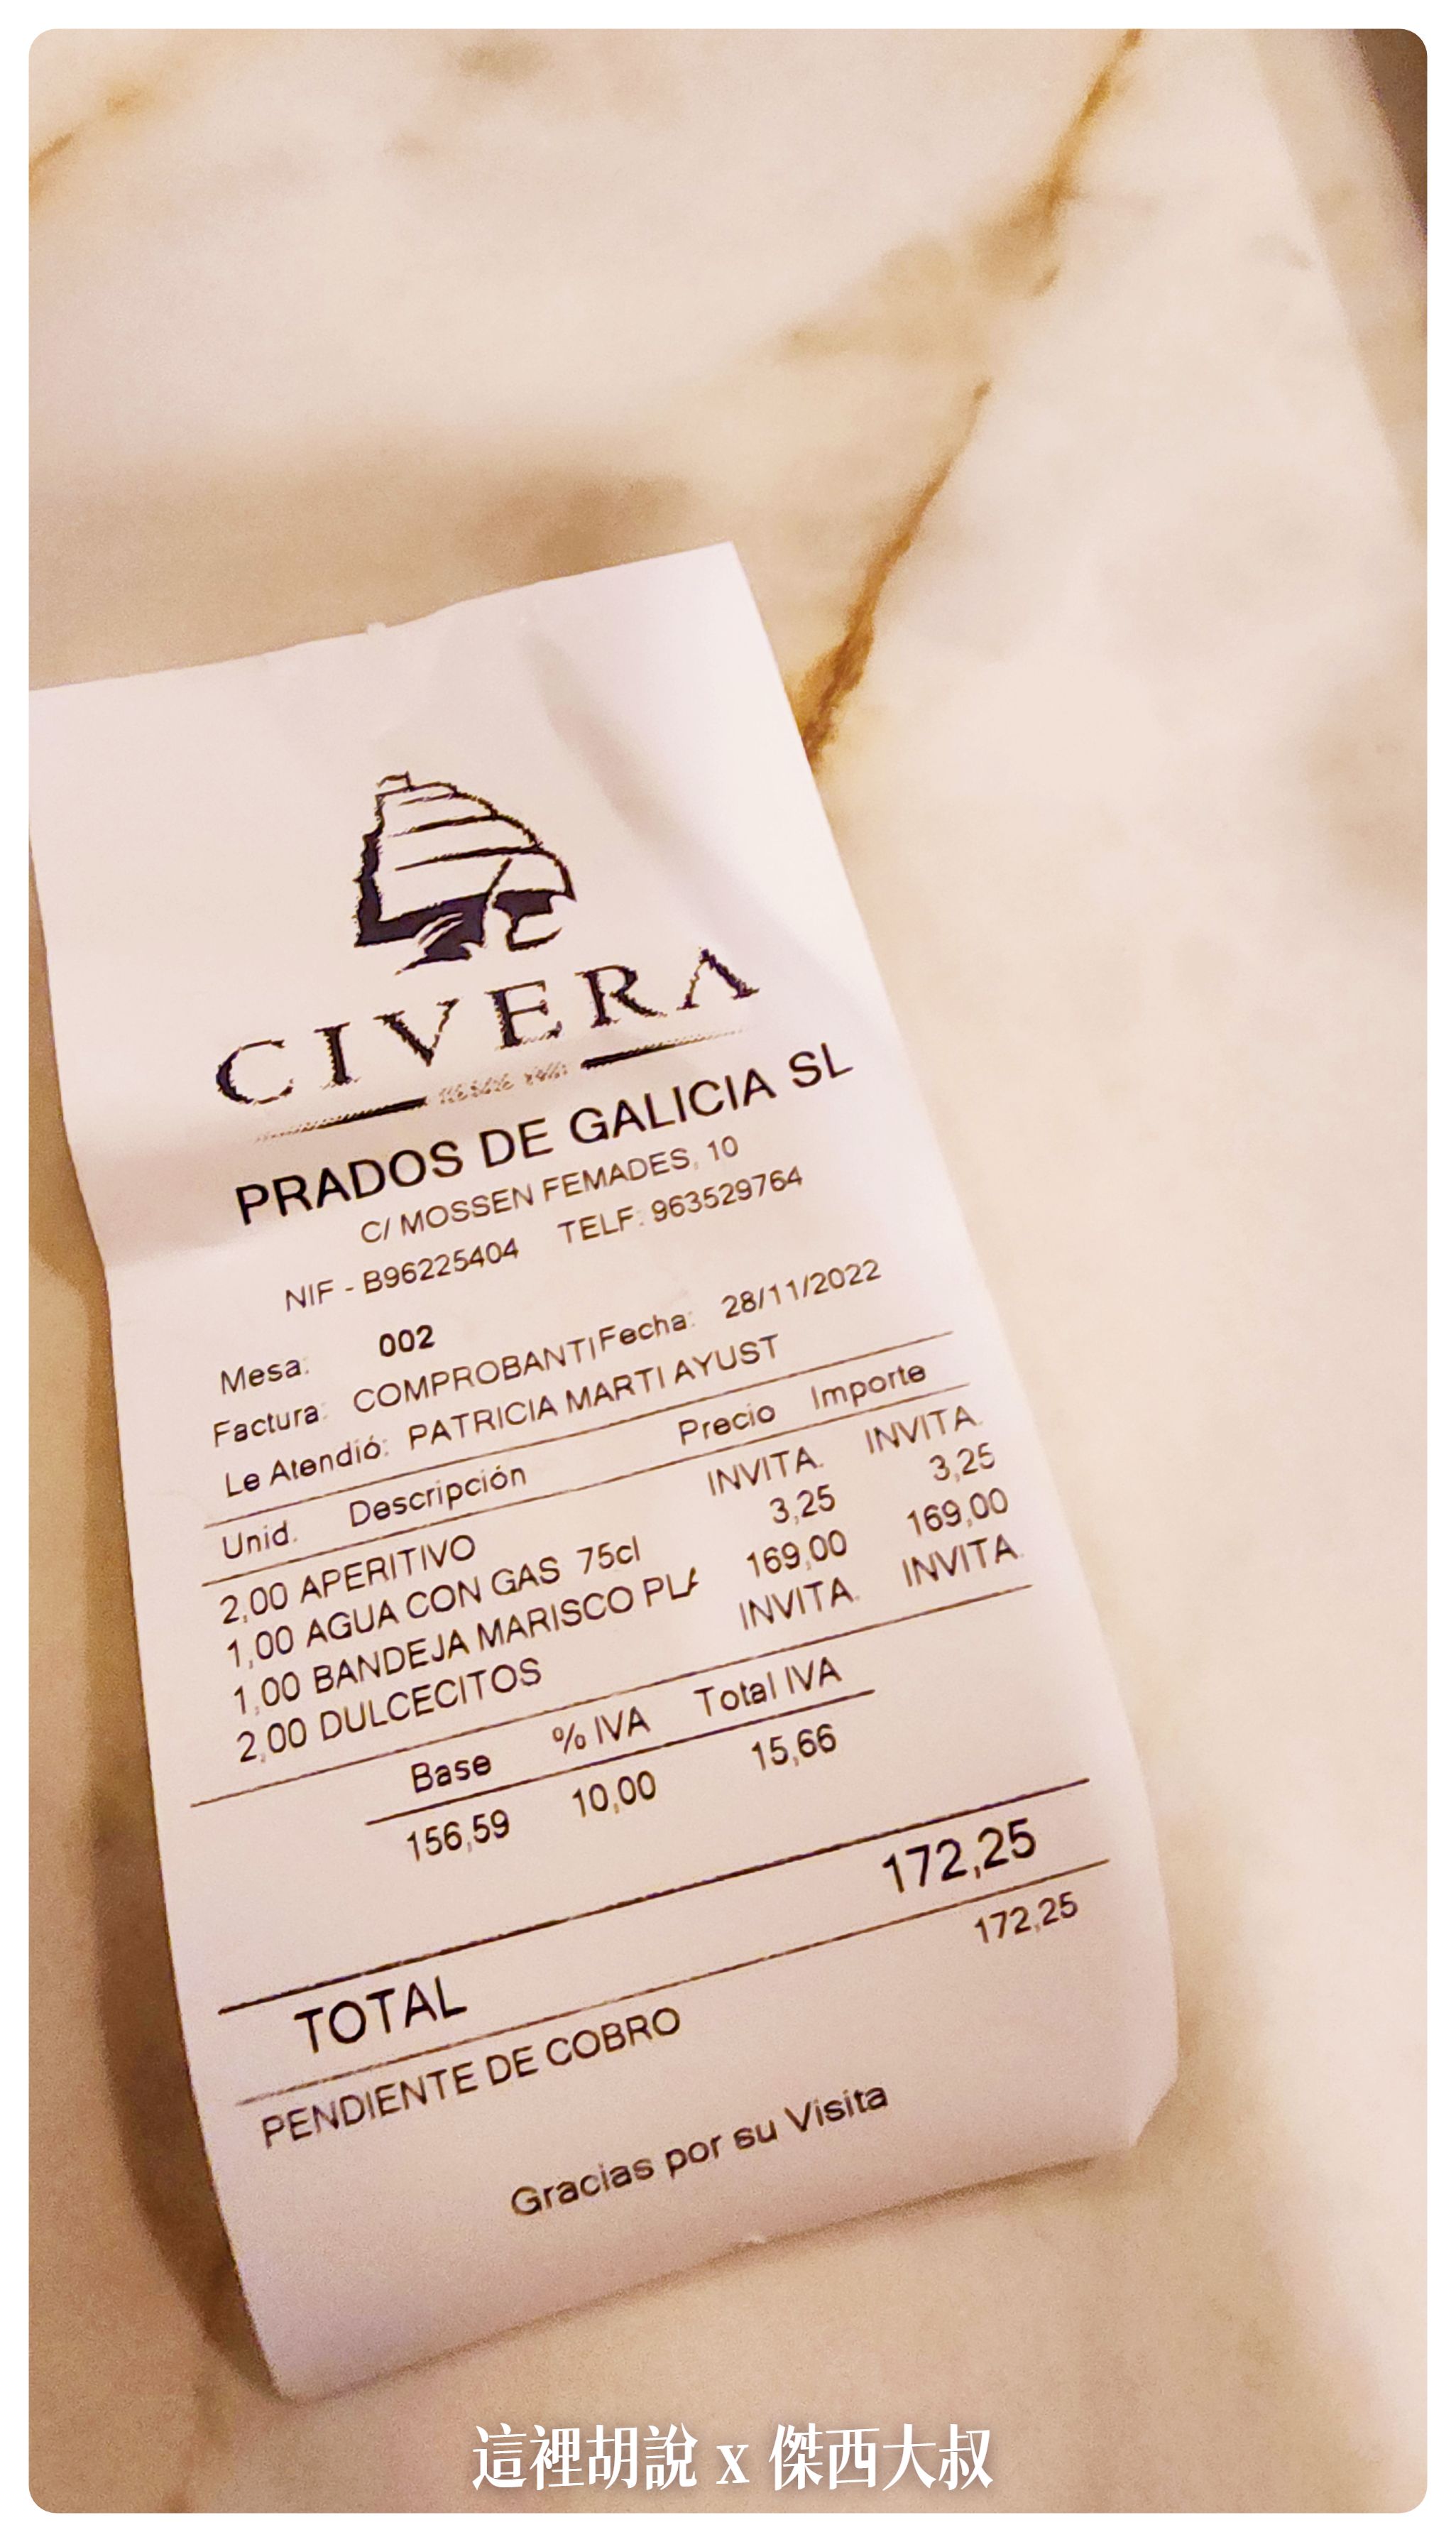 CIVERA
PRADOS DE GALICIA SL
C/ MOSSEN FEMADES, 10
NIF - B96225404 TELF: 963529764
Mesa: 002
Factura: COMPROBANTI Fecha: 28/11/2022
Le Atendió: PATRICIA MARTI AYUST
Unid. Descripción Precio Importe
2,00 APERITIVO INVITA. INVITA.
1,00 AGUA CON GAS 75cl 3,25 3,25
1,00 BANDEJA MARISCO PLA 169,00 169,00
2,00 DULCECITOS INVITA. INVITA.
Base % IVA Total IVA
156,59 10,00 15,66
TOTAL 172,25
PENDIENTE DE COBRO 172,25
Gracias por su Visita
這裡胡說 x 傑西大叔